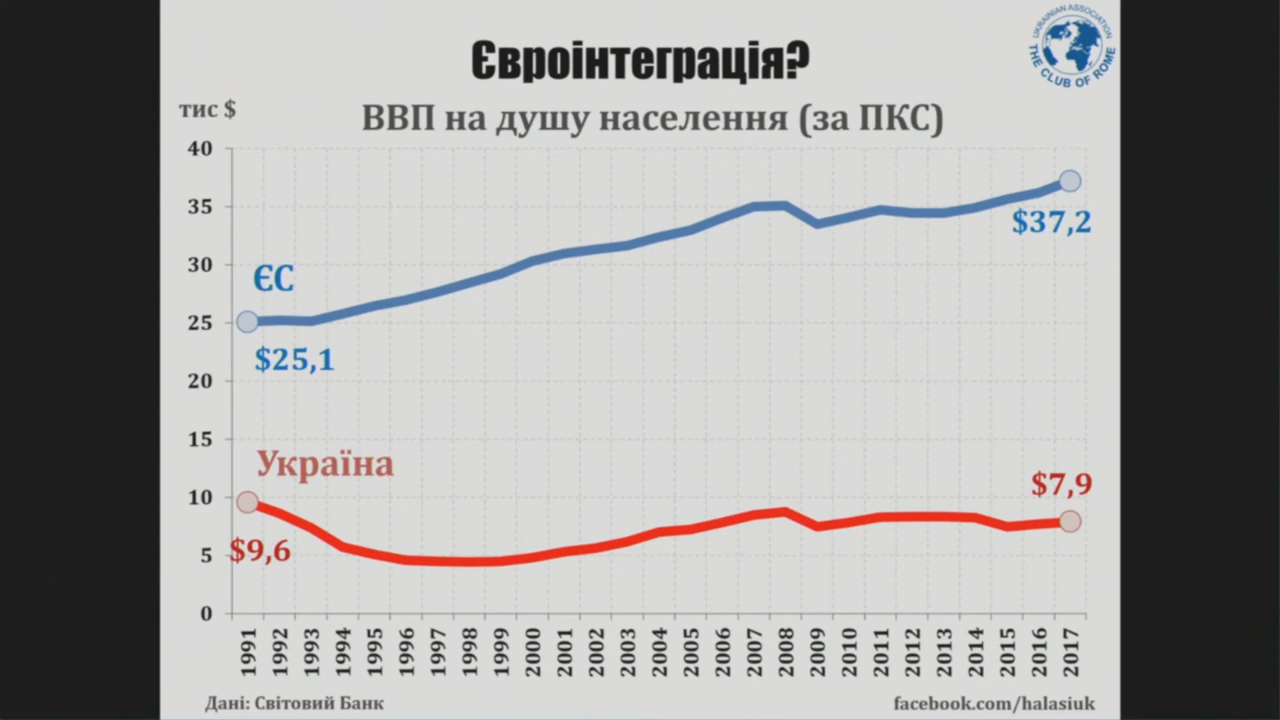 Євроінтеграція?
UKRAINIAN ASSOCIATION
THE CLUB OF ROME
тис $
ВВП на душу населення (за ПКС)
40
35
30
25
20
15
10
5
0
ЄС
$25,1
$37,2
Україна
$9,6
$7,9
1991 1992 1993 1994 1995 1996 1997 1998 1999 2000 2001 2002 2003 2004 2005 2006 2007 2008 2009 2010 2011 2012 2013 2014 2015 2016 2017
Дані: Світовий Банк
facebook.com/halasiuk